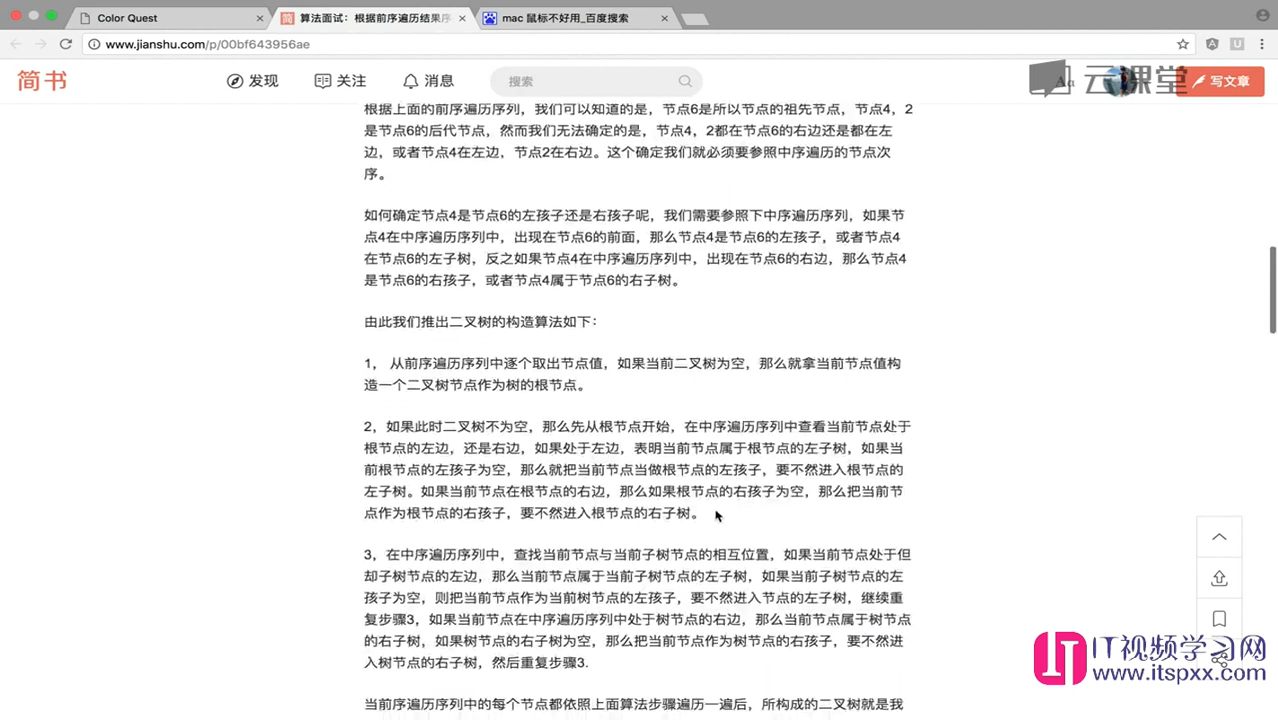 Color Quest
算法面试：根据前序遍历结果序
mac 鼠标不好用_百度搜索
www.jianshu.com/p/00bf643956ae
简书
发现
关注
消息
搜索
Aa
云课堂
写文章
根据上面的前序遍历序列，我们可以知道的是，节点6是所以节点的祖先节点，节点4，2
是节点6的后代节点，然而我们无法确定的是，节点4，2都在节点6的右边还是都在左
边，或者节点4在左边，节点2在右边。这个确定我们就必须要参照中序遍历的节点次
序。
如何确定节点4是节点6的左孩子还是右孩子呢，我们需要参照下中序遍历序列，如果节
点4在中序遍历序列中，出现在节点6的前面，那么节点4是节点6的左孩子，或者节点4
在节点6的左子树，反之如果节点4在中序遍历序列中，出现在节点6的右边，那么节点4
是节点6的右孩子，或者节点4属于节点6的右子树。
由此我们推出二叉树的构造算法如下：
1， 从前序遍历序列中逐个取出节点值，如果当前二叉树为空，那么就拿当前节点值构
造一个二叉树节点作为树的根节点。
2，如果此时二叉树不为空，那么先从根节点开始，在中序遍历序列中查看当前节点处于
根节点的左边，还是右边，如果处于左边，表明当前节点属于根节点的左子树，如果当
前根节点的左孩子为空，那么就把当前节点当做根节点的左孩子，要不然进入根节点的
左子树。如果当前节点在根节点的右边，那么如果根节点的右孩子为空，那么把当前节
点作为根节点的右孩子，要不然进入根节点的右子树。
3，在中序遍历序列中，查找当前节点与当前子树节点的相互位置，如果当前节点处于但
却子树节点的左边，那么当前节点属于当前子树节点的左子树，如果当前子树节点的左
孩子为空，则把当前节点作为当前树节点的左孩子，要不然进入节点的左子树，继续重
复步骤3，如果当前节点在中序遍历序列中处于树节点的右边，那么当前节点属于树节点
的右子树，如果树节点的右子树为空，那么把当前节点作为树节点的右孩子，要不然进
入树节点的右子树，然后重复步骤3.
当前序遍历序列中的每个节点都依照上面算法步骤遍历一遍后，所构成的二叉树就是我
IT视频学习网
www.itspxx.com